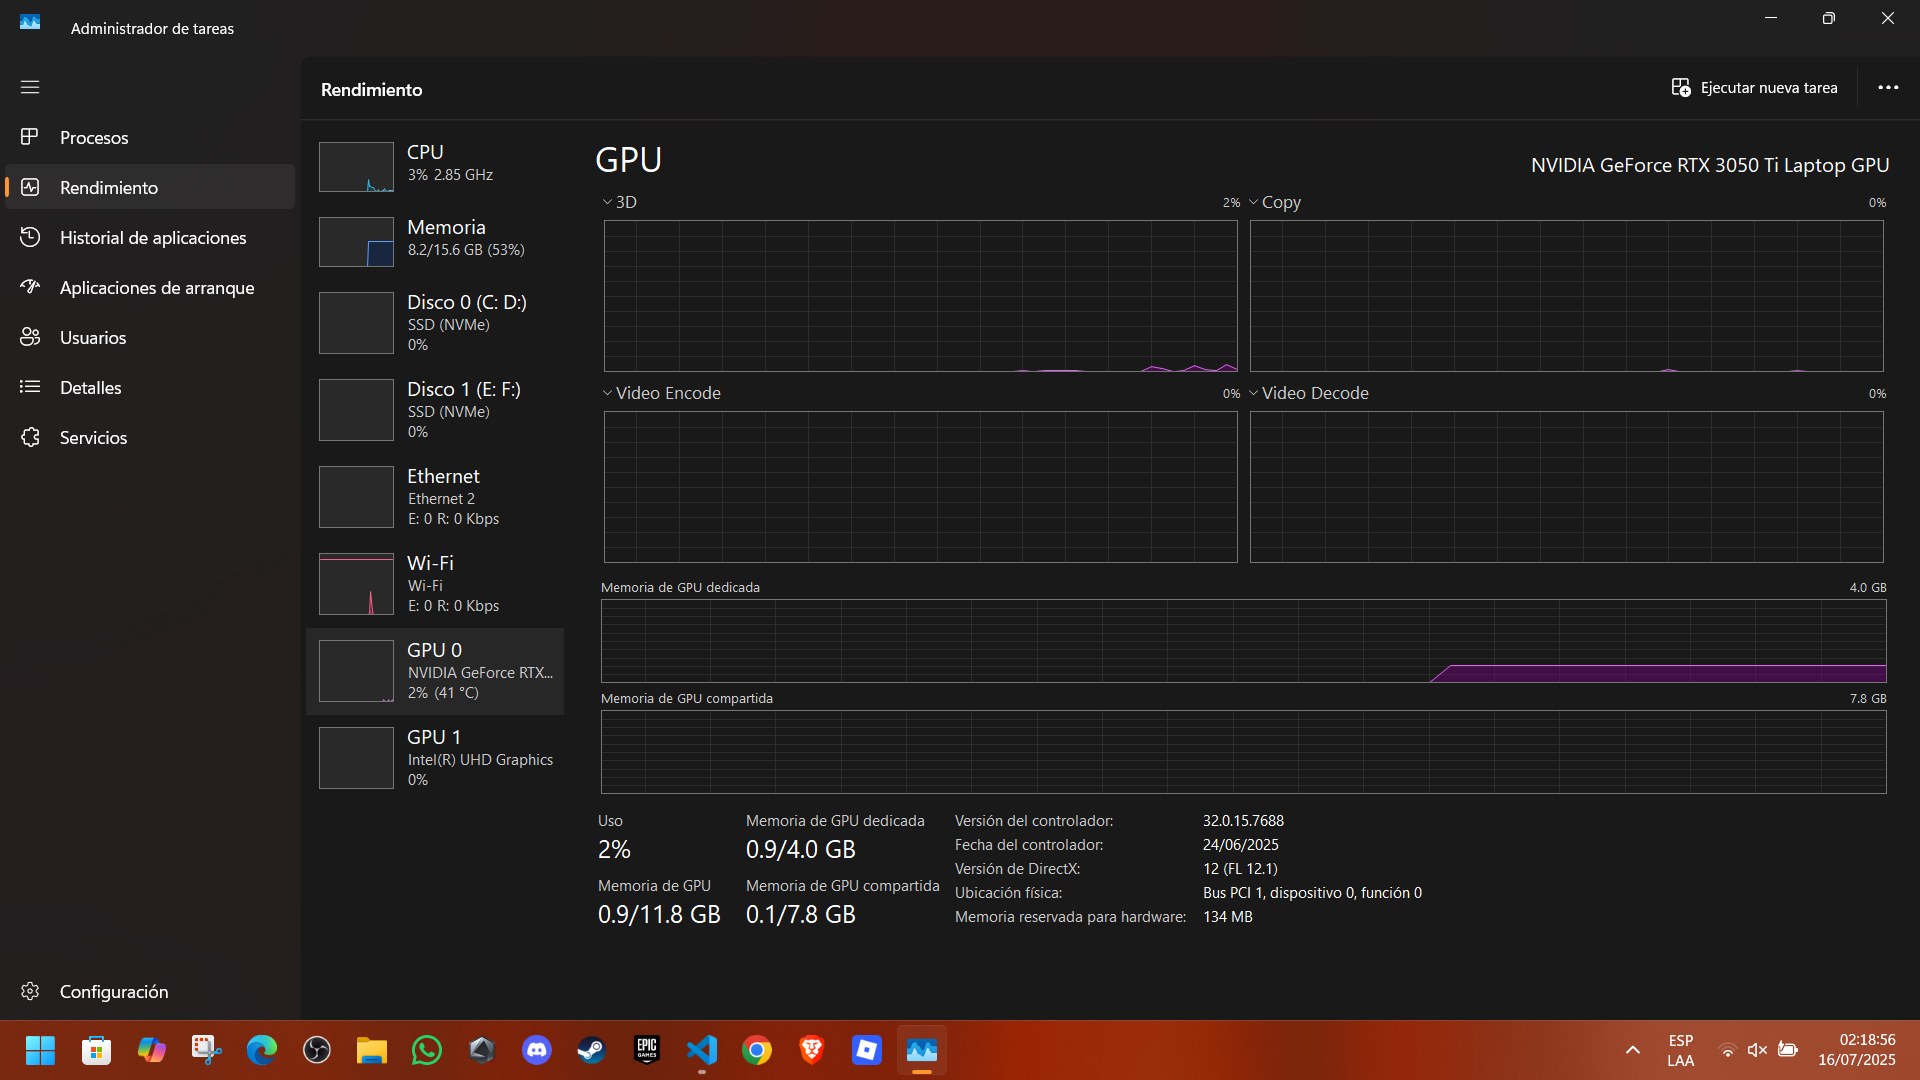 Administrador de tareas
Rendimiento
Ejecutar nueva tarea
Procesos
Rendimiento
Historial de aplicaciones
Aplicaciones de arranque
Usuarios
Detalles
Servicios
Configuración
CPU
3% 2.85 GHz
Memoria
8.2/15.6 GB (53%)
Disco 0 (C: D:)
SSD (NVMe)
0%
Disco 1 (E: F:)
SSD (NVMe)
0%
Ethernet
Ethernet 2
E: 0 R: 0 Kbps
Wi-Fi
Wi-Fi
E: 0 R: 0 Kbps
GPU 0
NVIDIA GeForce RTX...
2% (41 °C)
GPU 1
Intel(R) UHD Graphics
0%
GPU
NVIDIA GeForce RTX 3050 Ti Laptop GPU
3D 2%
Copy 0%
Video Encode 0%
Video Decode 0%
Memoria de GPU dedicada 4.0 GB
Memoria de GPU compartida 7.8 GB
Uso
2%
Memoria de GPU dedicada
0.9/4.0 GB
Memoria de GPU
0.9/11.8 GB
Memoria de GPU compartida
0.1/7.8 GB
Versión del controlador: 32.0.15.7688
Fecha del controlador: 24/06/2025
Versión de DirectX: 12 (FL 12.1)
Ubicación física: Bus PCI 1, dispositivo 0, función 0
Memoria reservada para hardware: 134 MB
EPIC
GAMES
ESP
LAA
02:18:56
16/07/2025